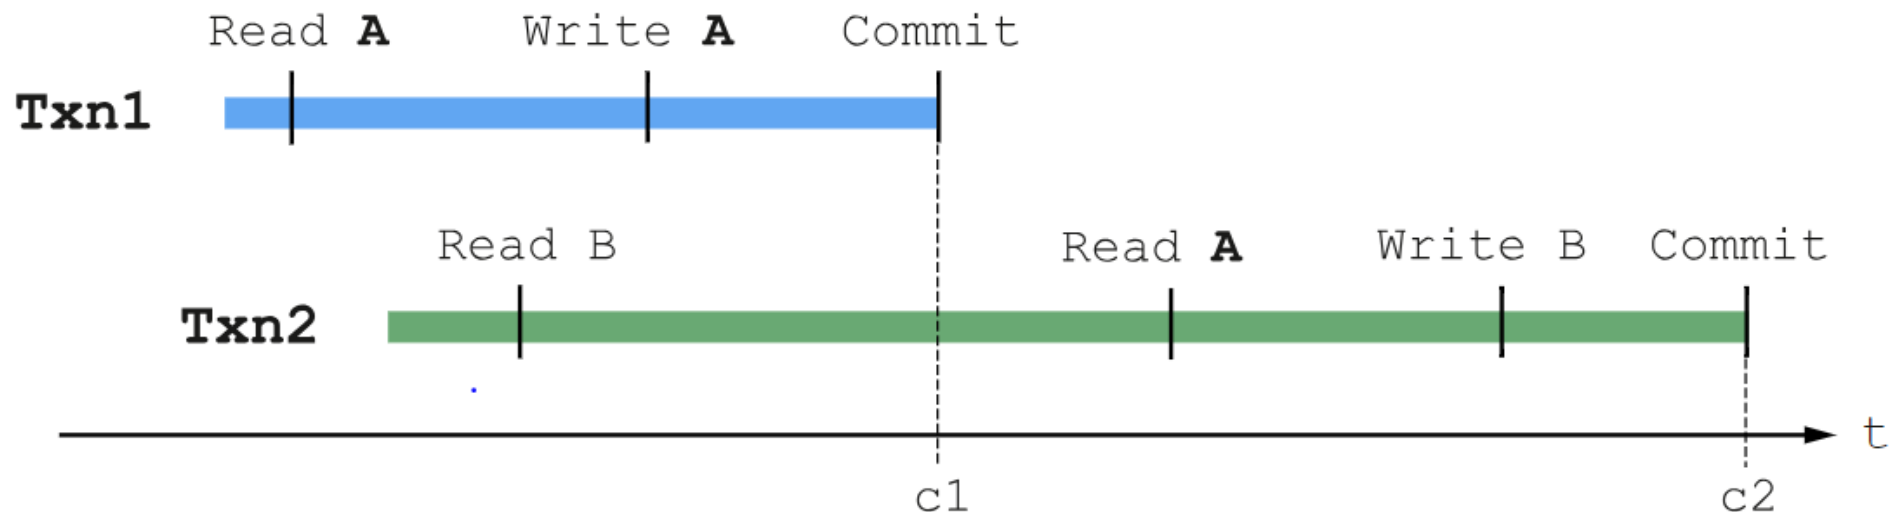 Read A Write A Commit
Txn1
Read B Read A Write B Commit
Txn2
t
c1 c2